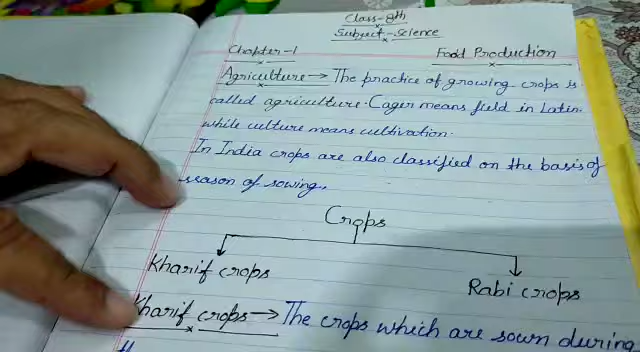 Class-8th
Subject-Science
Chapter-1 Food Production
Agriculture → The practice of growing crops is
called agriculture. Cager means field in Latin.
while culture means cultivation.
In India crops are also classified on the basis of
season of sowing.
Crops
Kharif crops
Rabi crops
Kharif crops → The crops which are sown during